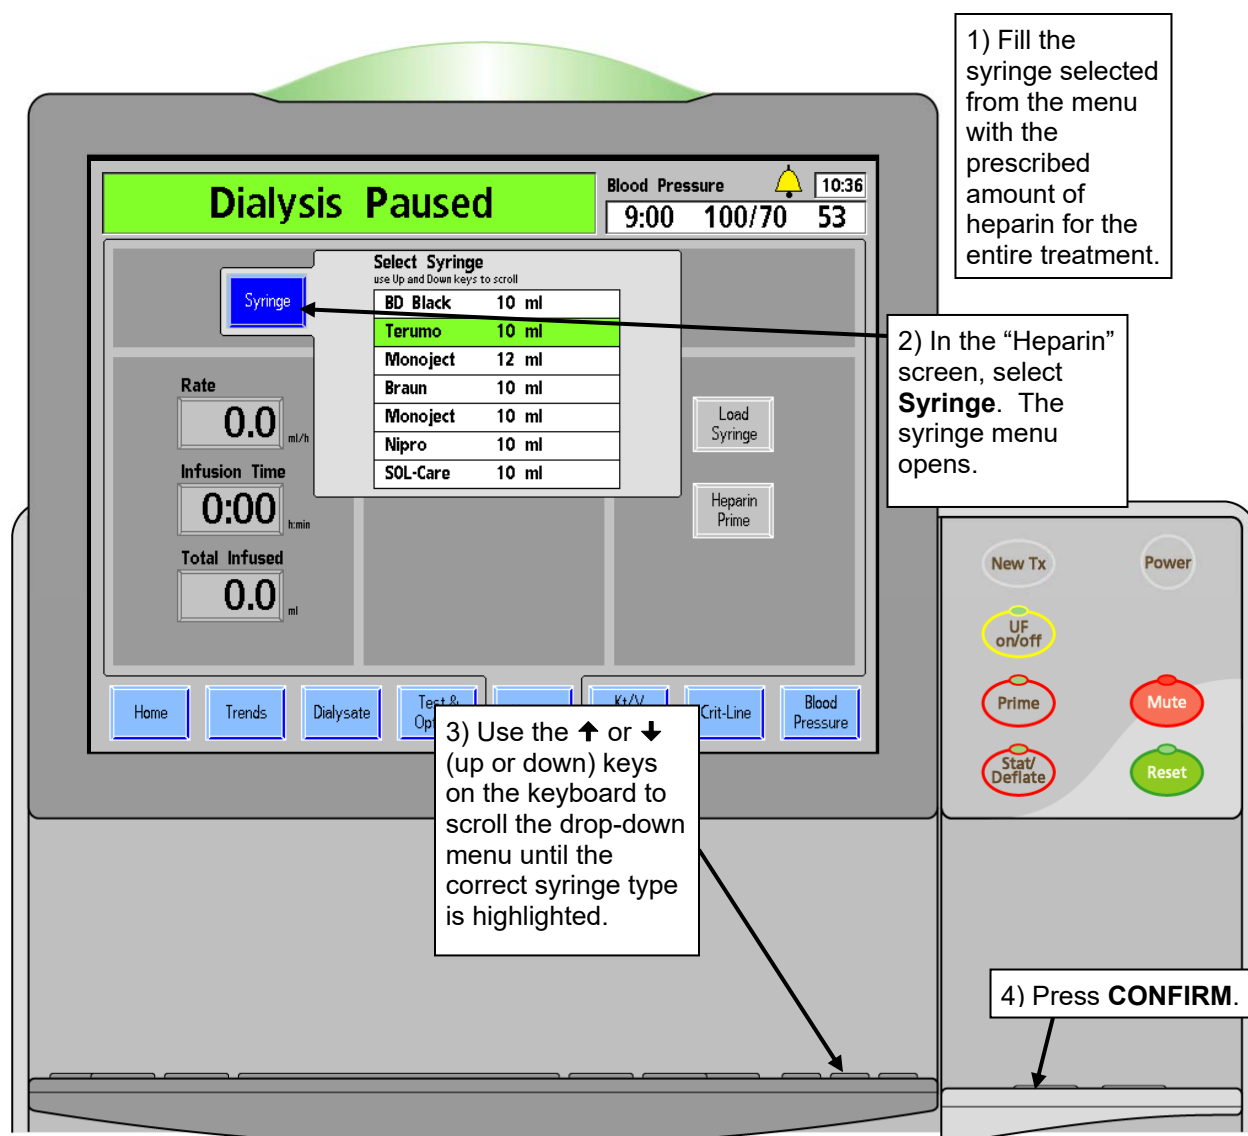 1) Fill the
syringe selected
from the menu
with the
prescribed
amount of
heparin for the
entire treatment.
Dialysis Paused
Blood Pressure
10:36
9:00 100/70 53
Syringe
Select Syringe
use Up and Down keys to scroll
BD Black 10 ml
Terumo 10 ml
Monoject 12 ml
Braun 10 ml
Monoject 10 ml
Nipro 10 ml
SOL-Care 10 ml
2) In the “Heparin”
screen, select
Syringe. The
syringe menu
opens.
Rate
0.0 ml/h
Infusion Time
0:00 h:min
Total Infused
0.0 ml
Load
Syringe
Heparin
Prime
New Tx
Power
UF
on/off
Prime
Mute
Stat/
Deflate
Reset
Home
Trends
Dialysate
Test &
Kt/V
Crit-Line
Blood
Pressure
3) Use the ↑ or ↓
(up or down) keys
on the keyboard to
scroll the drop-down
menu until the
correct syringe type
is highlighted.
4) Press CONFIRM.